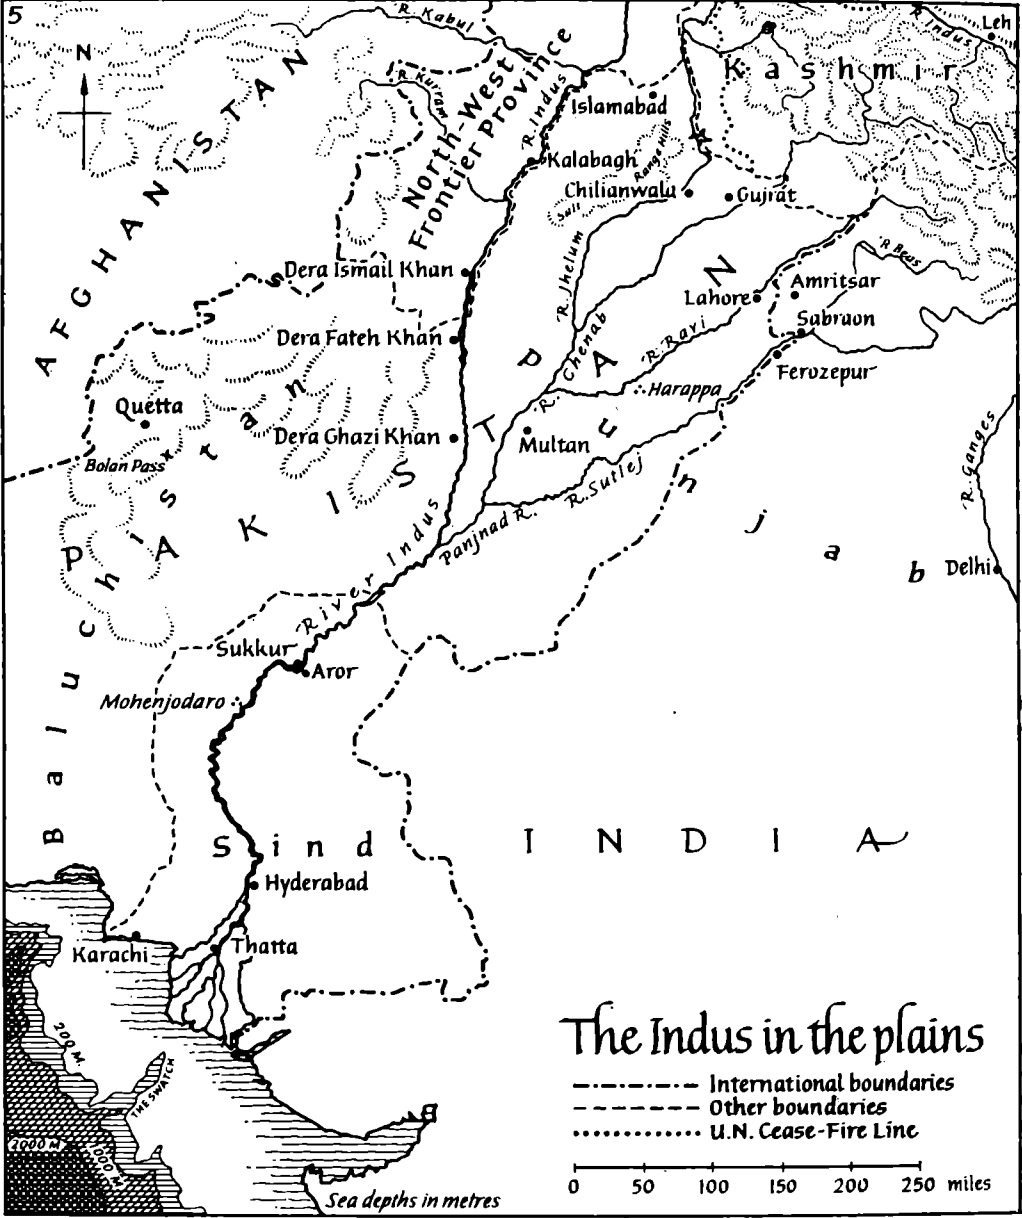 5
R. Kabul
R. Indus
Leh
N
AFGHANISTAN
R. Kurram
North-West
Frontier Province
R. Indus
Kashmir
Islamabad
Kalabagh
Chilianwala
Salt Range Hills
Gujrat
R. Jhelum
R. Beas
Dera Ismail Khan
Lahore
Amritsar
Sabraon
Dera Fateh Khan
R. Chenab
R. Ravi
Ferozepur
Harappa
Quetta
Dera Ghazi Khan
Multan
Bolan Pass
R. Sutlej
R. Ganges
PAKISTAN
Punjab
Panjnad R.
Delhi
River Indus
Baluchistan
Sukkur
Aror
Mohenjodaro
Sind
INDIA
Hyderabad
Karachi
Thatta
200 M.
THE SWATCH
2000 M
1000 M
The Indus in the plains
International boundaries
Other boundaries
U.N. Cease-Fire Line
0 50 100 150 200 250 miles
Sea depths in metres